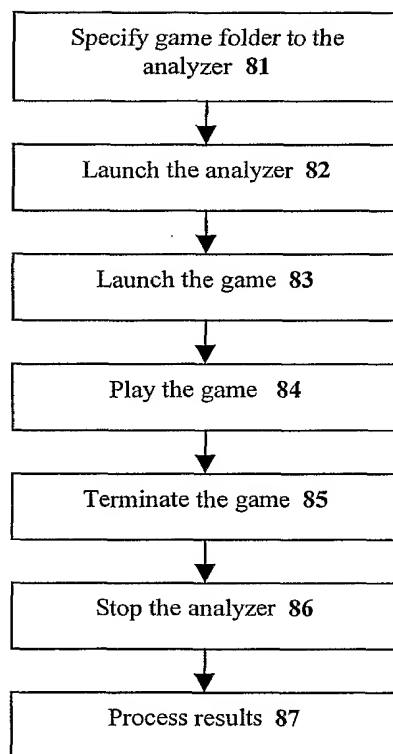 Specify game folder to the
analyzer 81
Launch the analyzer 82
Launch the game 83
Play the game 84
Terminate the game 85
Stop the analyzer 86
Process results 87